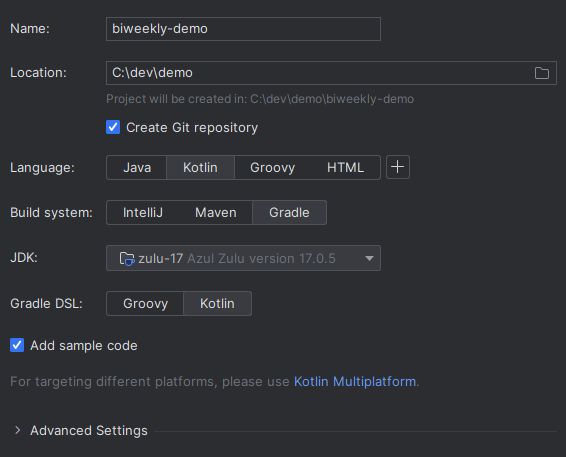 Name: biweekly-demo
Location: C:\dev\demo
Project will be created in: C:\dev\demo\biweekly-demo
Create Git repository
Language: Java Kotlin Groovy HTML +
Build system: IntelliJ Maven Gradle
JDK: zulu-17 Azul Zulu version 17.0.5
Gradle DSL: Groovy Kotlin
Add sample code
For targeting different platforms, please use Kotlin Multiplatform.
Advanced Settings